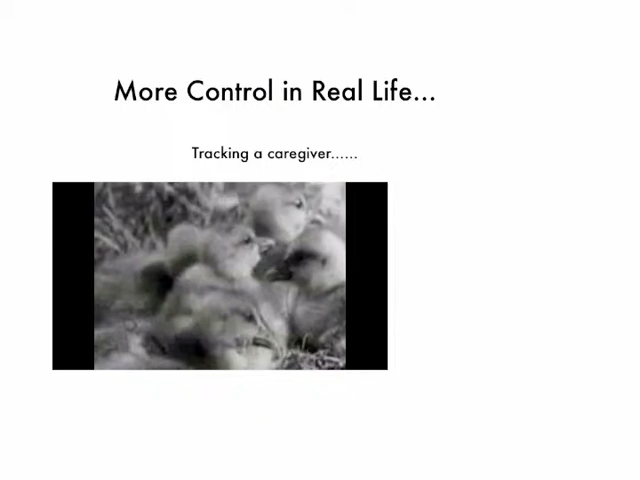 More Control in Real Life...
Tracking a caregiver......